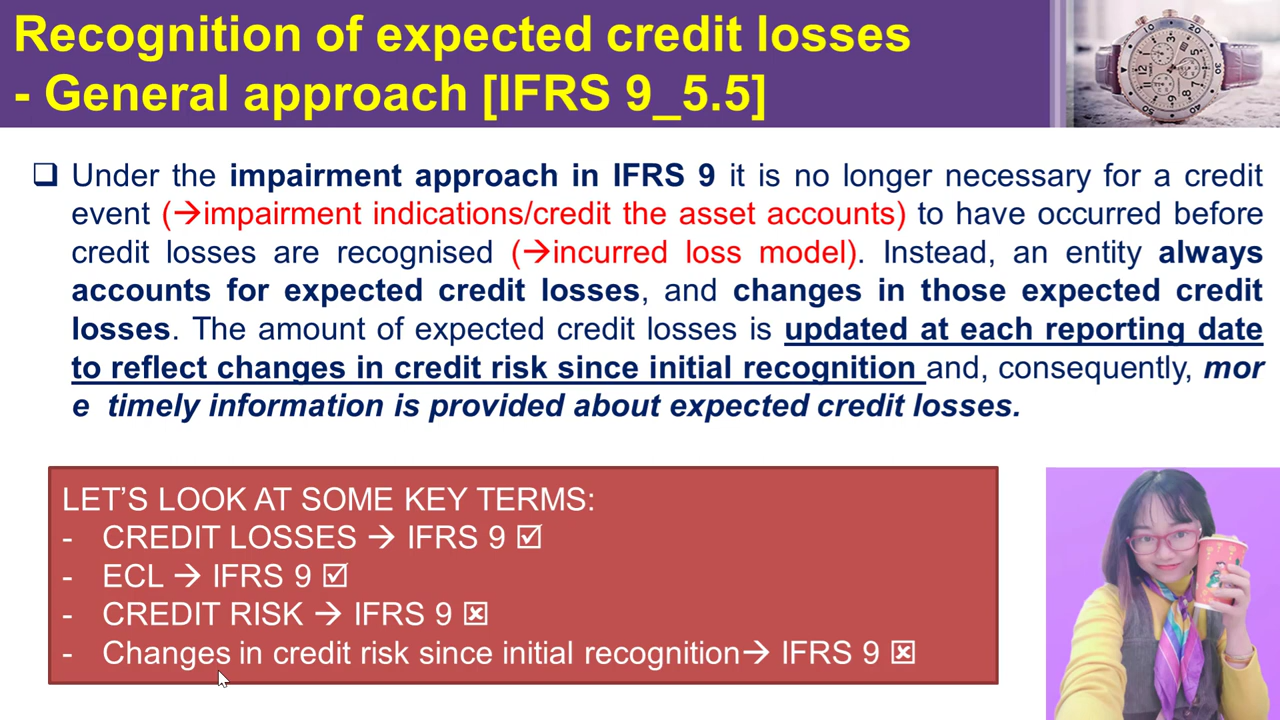 Recognition of expected credit losses
- General approach [IFRS 9_5.5]
❑ Under the impairment approach in IFRS 9 it is no longer necessary for a credit
event (→impairment indications/credit the asset accounts) to have occurred before
credit losses are recognised (→incurred loss model). Instead, an entity always
accounts for expected credit losses, and changes in those expected credit
losses. The amount of expected credit losses is updated at each reporting date
to reflect changes in credit risk since initial recognition and, consequently, mor
e timely information is provided about expected credit losses.
LET’S LOOK AT SOME KEY TERMS:
- CREDIT LOSSES → IFRS 9 ☑
- ECL → IFRS 9 ☑
- CREDIT RISK → IFRS 9 ☒
- Changes in credit risk since initial recognition→ IFRS 9 ☒